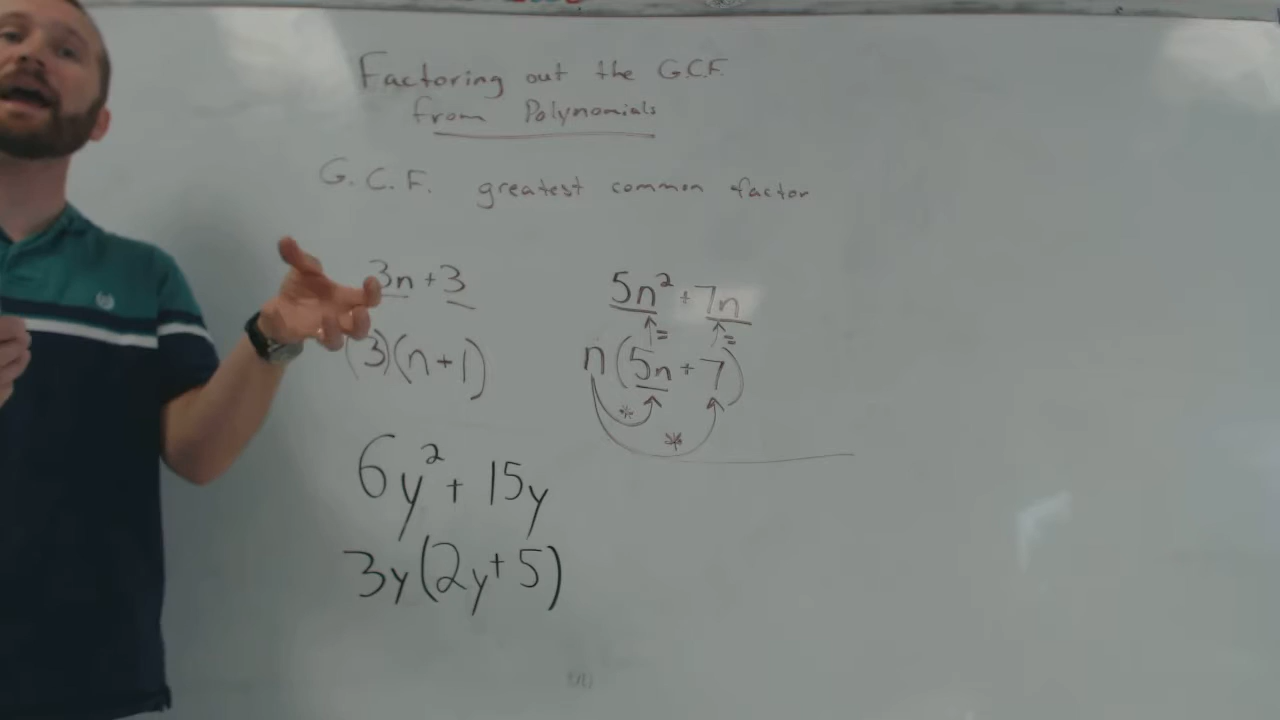 Factoring out the G.C.F.
from Polynomials
G.C.F. greatest common factor
3n + 3
(3)(n + 1)
5n² + 7n
= =
n(5n + 7)
* *
6y² + 15y
3y(2y + 5)